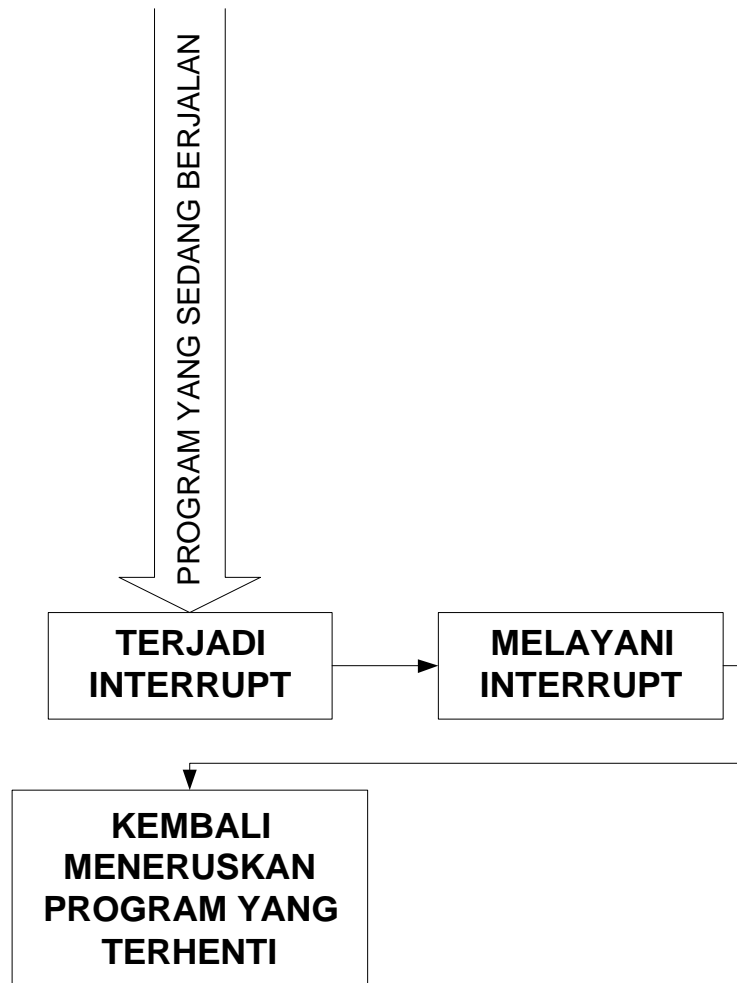 PROGRAM YANG SEDANG BERJALAN
TERJADI
INTERRUPT
MELAYANI
INTERRUPT
KEMBALI
MENERUSKAN
PROGRAM YANG
TERHENTI